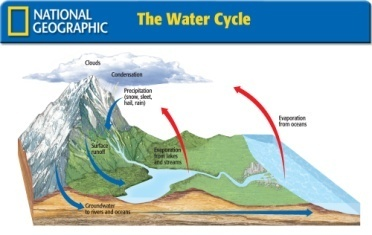 NATIONAL
GEOGRAPHIC
The Water Cycle
Clouds
Condensation
Precipitation
(snow, sleet,
hail, rain)
Evaporation
from oceans
Surface
runoff
Evaporation
from lakes
and streams
Groundwater
to rivers and oceans